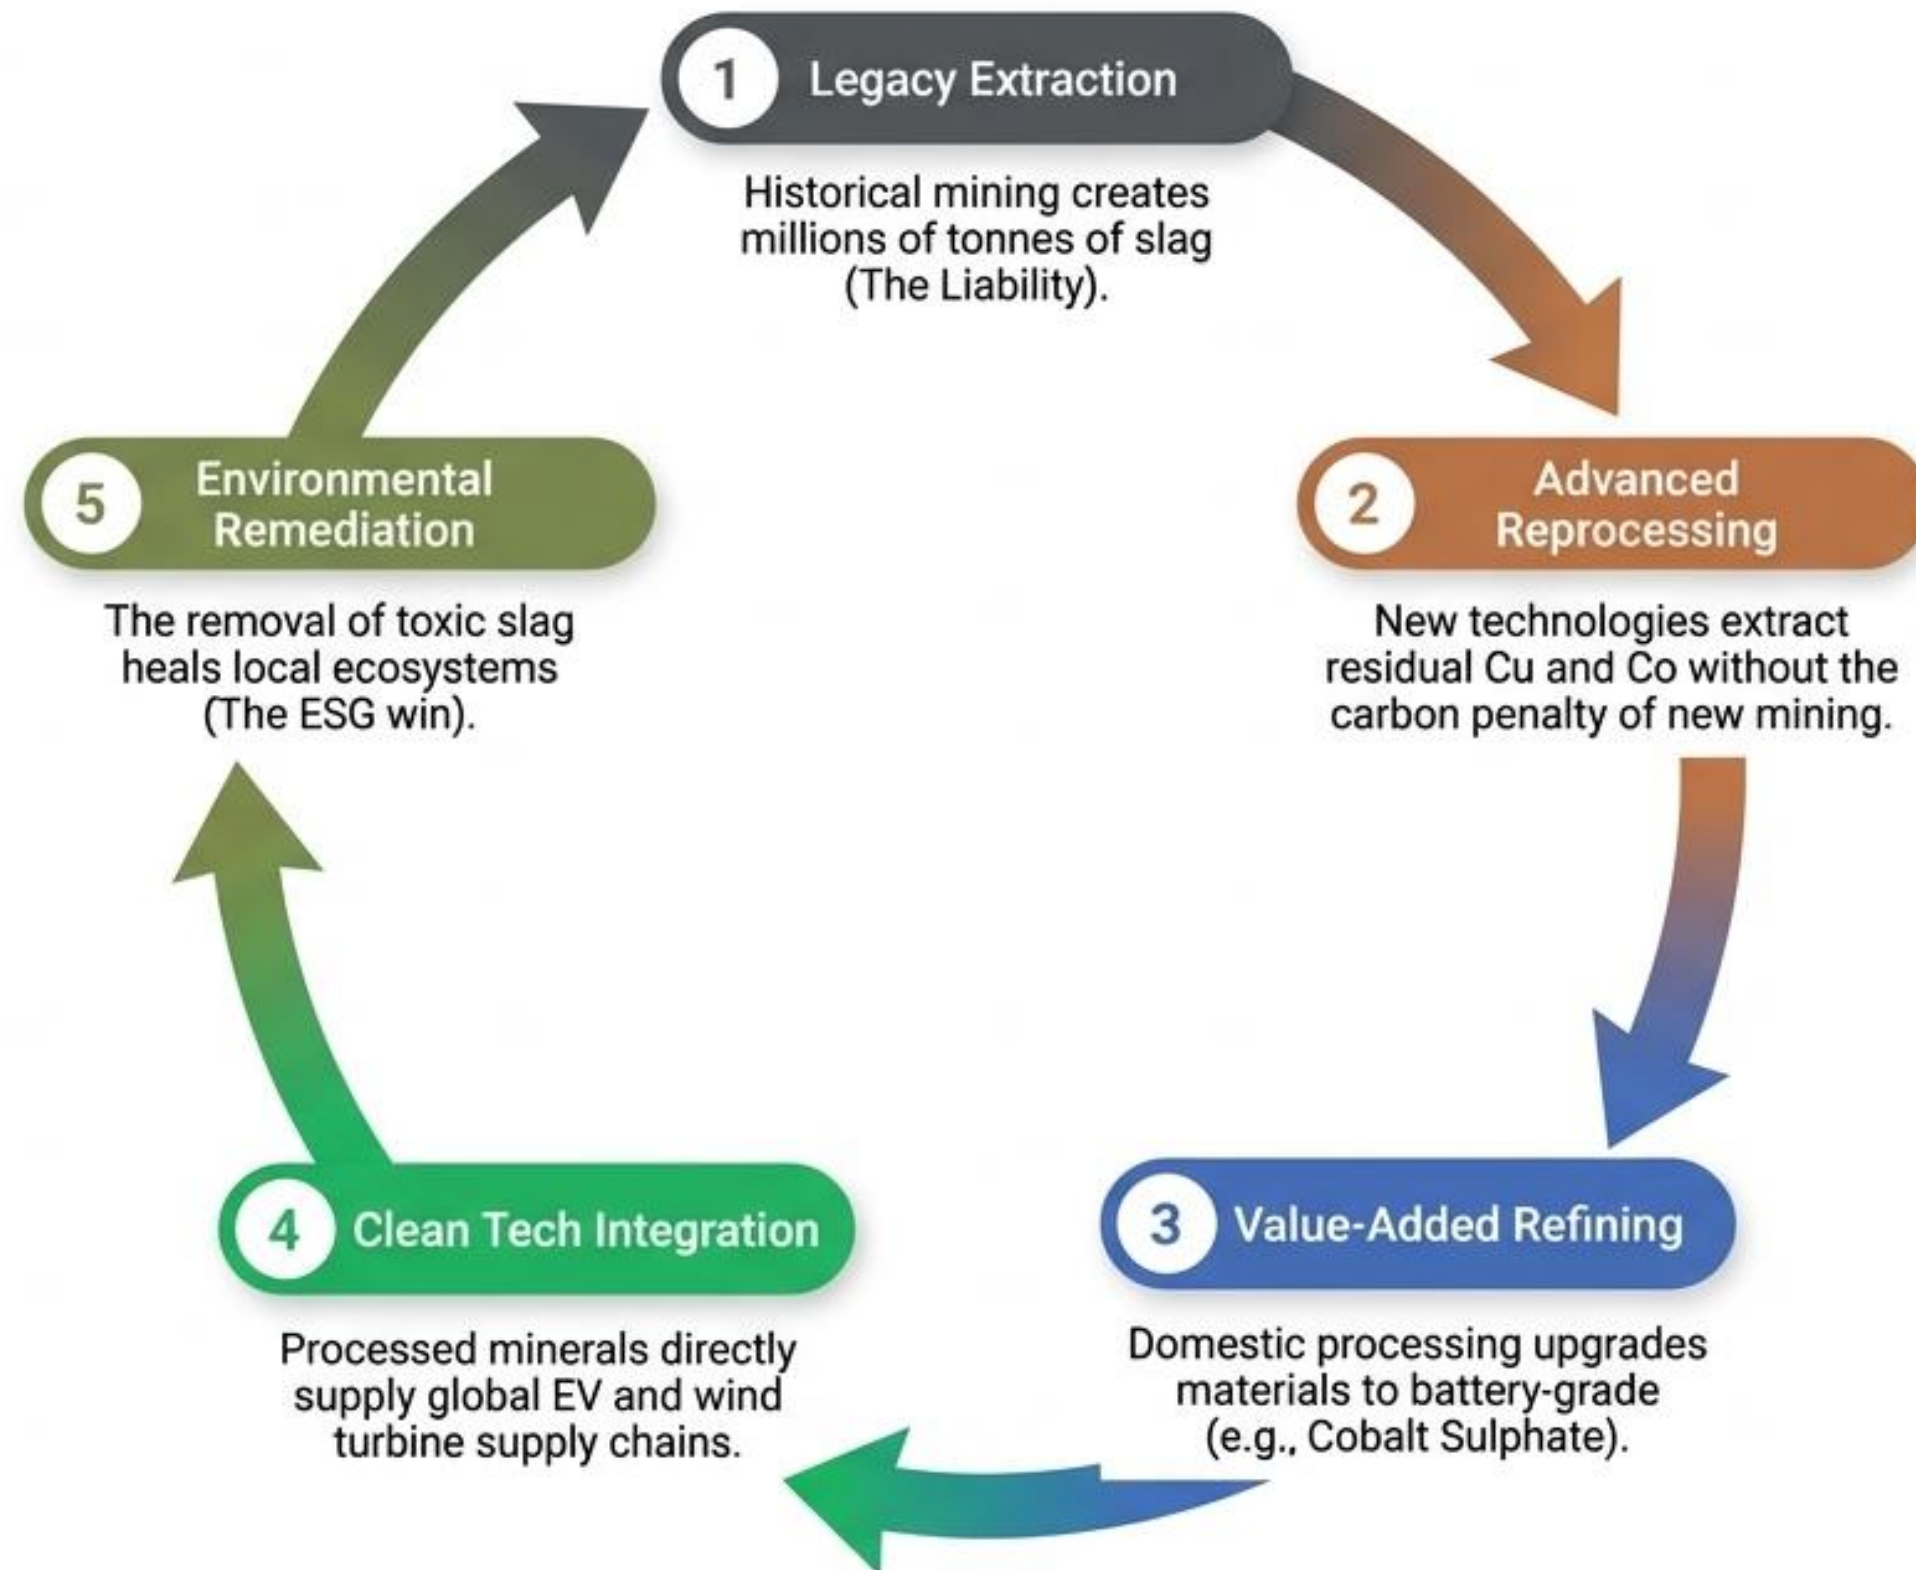 1
Legacy Extraction
Historical mining creates
millions of tonnes of slag
(The Liability).
2
Advanced
Reprocessing
New technologies extract
residual Cu and Co without the
carbon penalty of new mining.
3
Value-Added Refining
Domestic processing upgrades
materials to battery-grade
(e.g., Cobalt Sulphate).
4
Clean Tech Integration
Processed minerals directly
supply global EV and wind
turbine supply chains.
5
Environmental
Remediation
The removal of toxic slag
heals local ecosystems
(The ESG win).